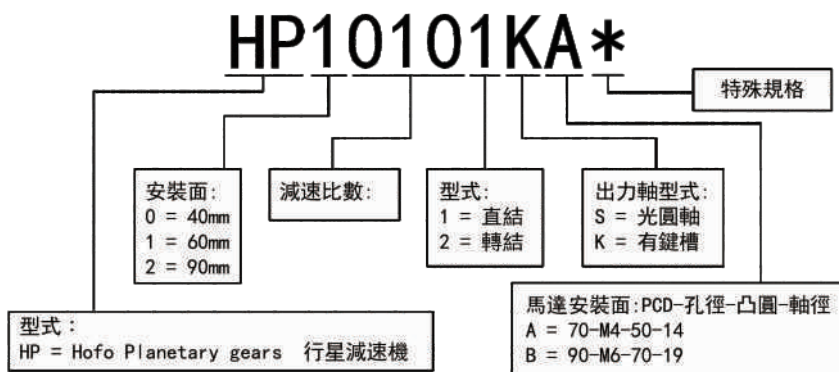 HP10101KA*
特殊規格
安裝面:
0 = 40mm
1 = 60mm
2 = 90mm
減速比數:
型式:
1 = 直結
2 = 轉結
出力軸型式:
S = 光圓軸
K = 有鍵槽
型式:
HP = Hofo Planetary gears 行星減速機
馬達安裝面:PCD-孔徑-凸圓-軸徑
A = 70-M4-50-14
B = 90-M6-70-19